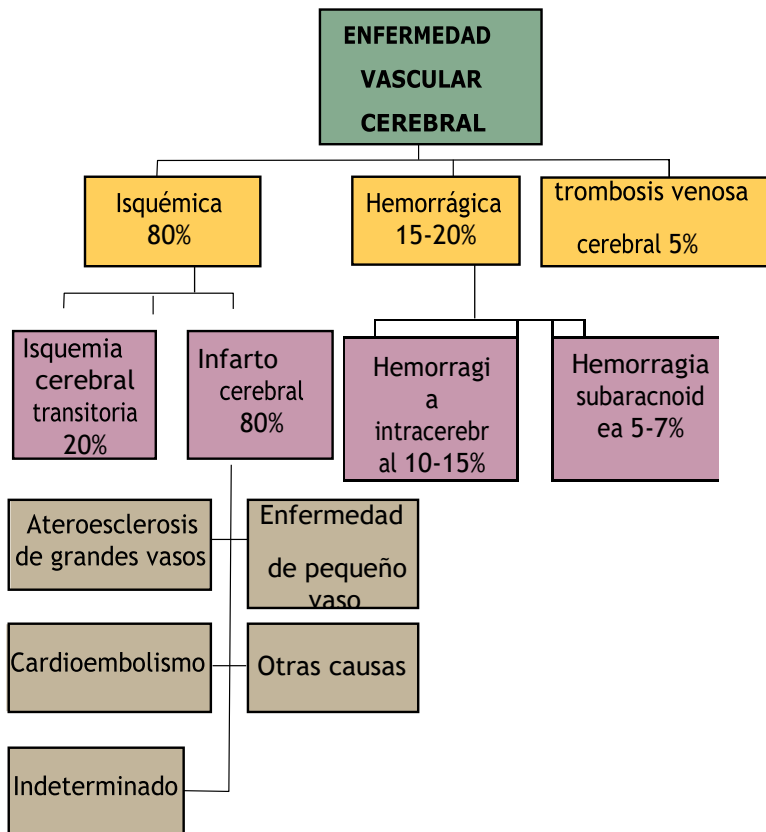 ENFERMEDAD
VASCULAR
CEREBRAL
Isquémica
80%
Hemorrágica
15-20%
trombosis venosa
cerebral 5%
Isquemia
cerebral
transitoria
20%
Infarto
cerebral
80%
Hemorragi
a
intracerebr
al 10-15%
Hemorragia
subaracnoid
ea 5-7%
Ateroesclerosis
de grandes vasos
Enfermedad
de pequeño
vaso
Cardioembolismo
Otras causas
Indeterminado